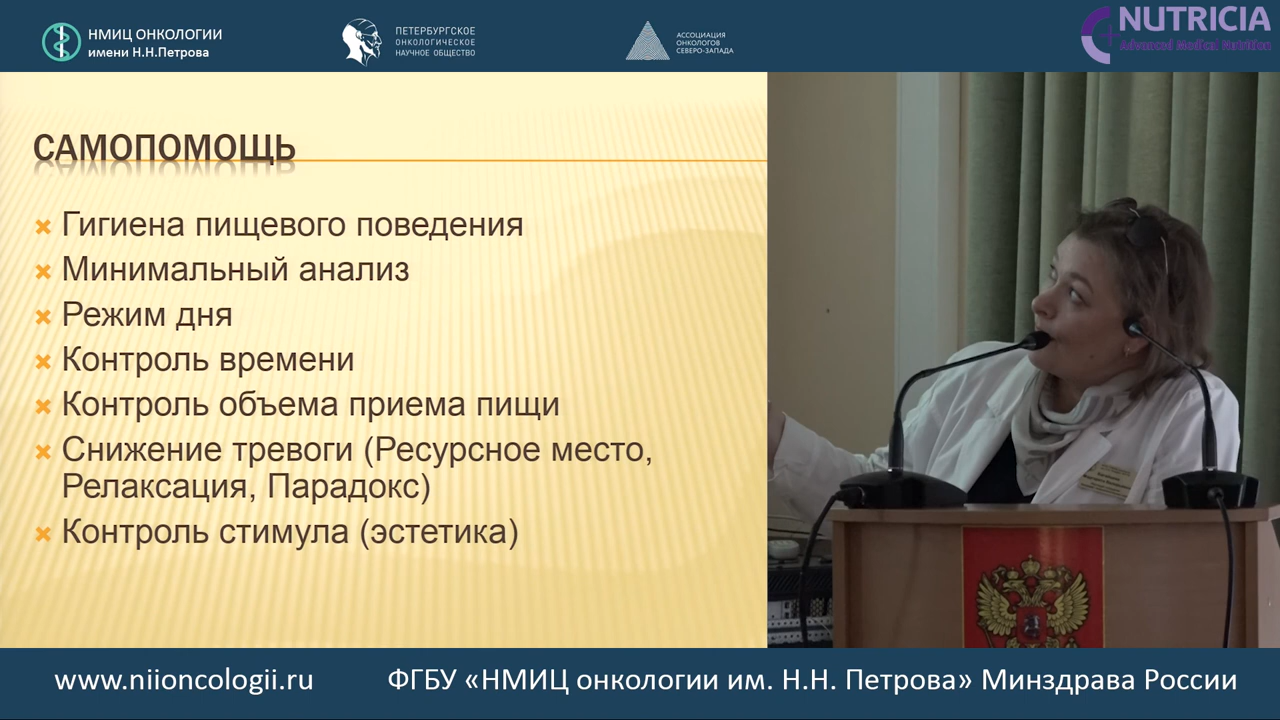 НМИЦ ОНКОЛОГИИ
имени Н.Н.Петрова
ПЕТЕРБУРГСКОЕ
ОНКОЛОГИЧЕСКОЕ
НАУЧНОЕ ОБЩЕСТВО
АССОЦИАЦИЯ
ОНКОЛОГОВ
СЕВЕРО-ЗАПАДА
NUTRICIA
Advanced Medical Nutrition
САМОПОМОЩЬ
Гигиена пищевого поведения
Минимальный анализ
Режим дня
Контроль времени
Контроль объема приема пищи
Снижение тревоги (Ресурсное место,
Релаксация, Парадокс)
Контроль стимула (эстетика)
www.niioncologii.ru
ФГБУ «НМИЦ онкологии им. Н.Н. Петрова» Минздрава России